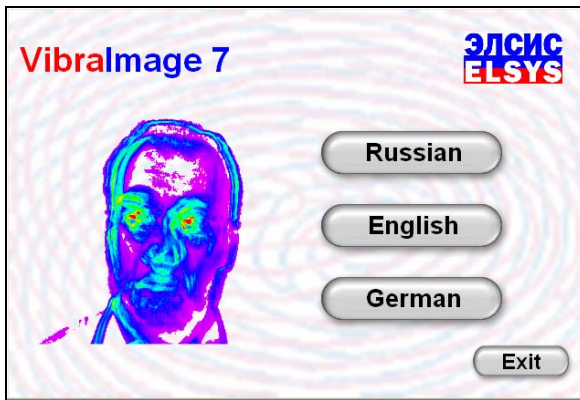 VibraImage 7
ЭЛСИС
ELSYS
Russian
English
German
Exit